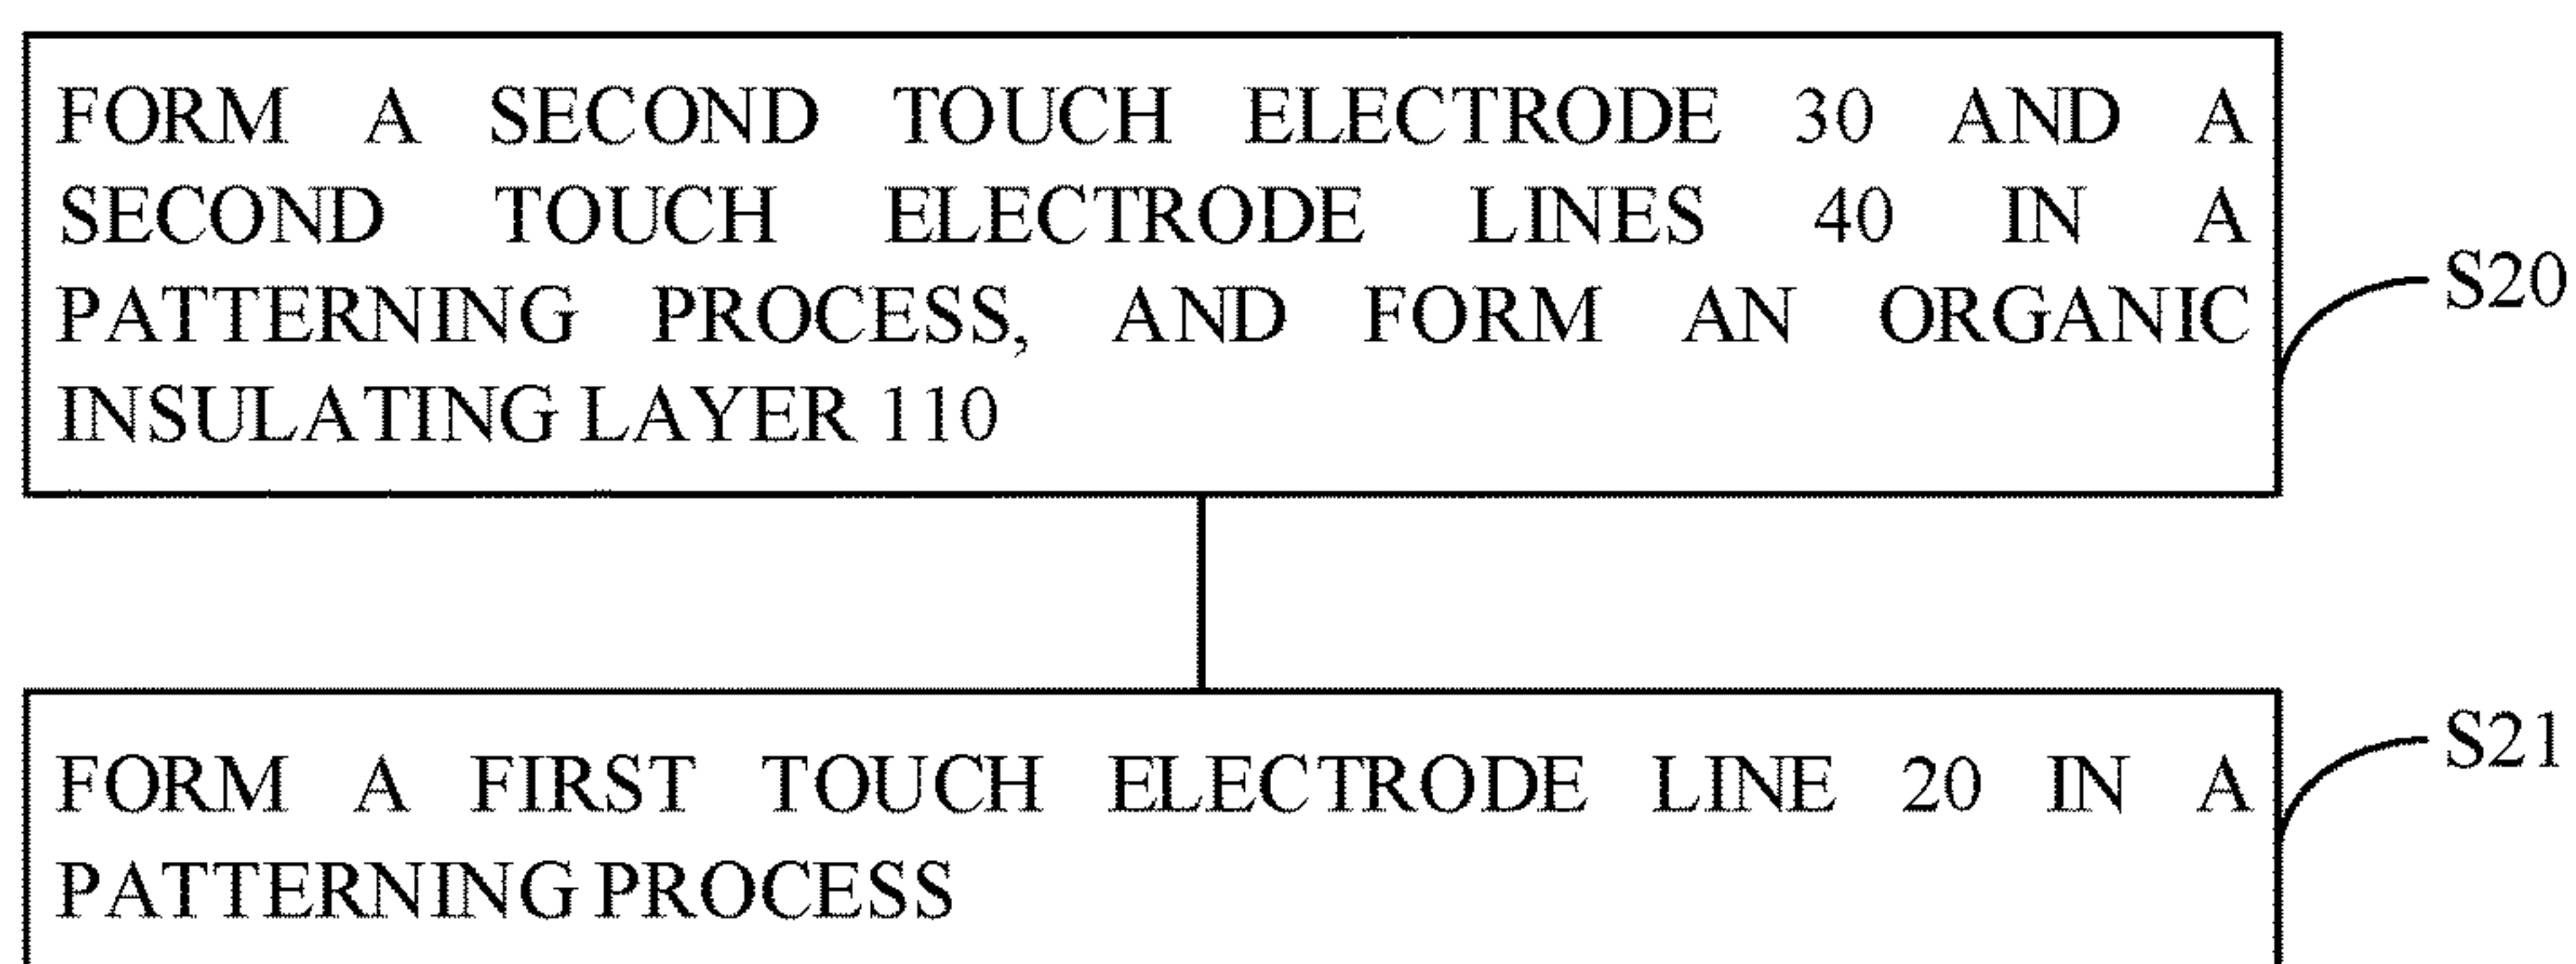 FORM A SECOND TOUCH ELECTRODE 30 AND A
SECOND TOUCH ELECTRODE LINES 40 IN A
PATTERNING PROCESS, AND FORM AN ORGANIC
INSULATING LAYER 110
S20
FORM A FIRST TOUCH ELECTRODE LINE 20 IN A
PATTERNING PROCESS
S21